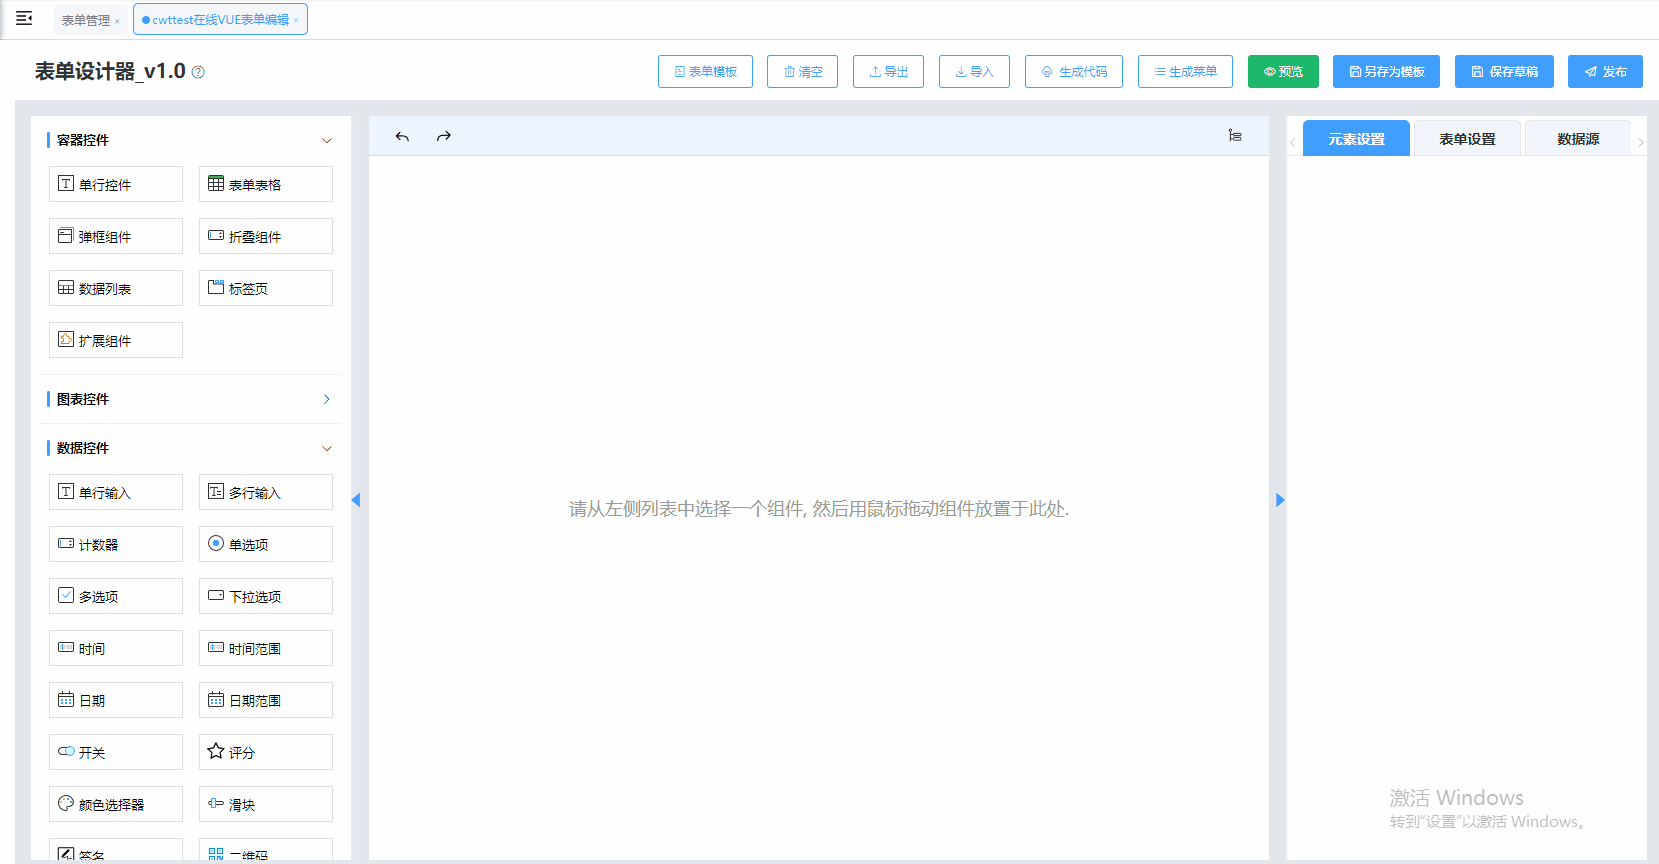 表单管理 ×
cwttest在线VUE表单编辑 ×
表单设计器_v1.0
表单模板
清空
导出
导入
生成代码
生成菜单
预览
另存为模板
保存草稿
发布
容器控件
单行控件
表单表格
弹框组件
折叠组件
数据列表
标签页
扩展组件
图表控件
数据控件
单行输入
多行输入
计数器
单选项
多选项
下拉选项
时间
时间范围
日期
日期范围
开关
评分
颜色选择器
滑块
签名
二维码
请从左侧列表中选择一个组件, 然后用鼠标拖动组件放置于此处.
元素设置
表单设置
数据源
激活 Windows
转到“设置”以激活 Windows。